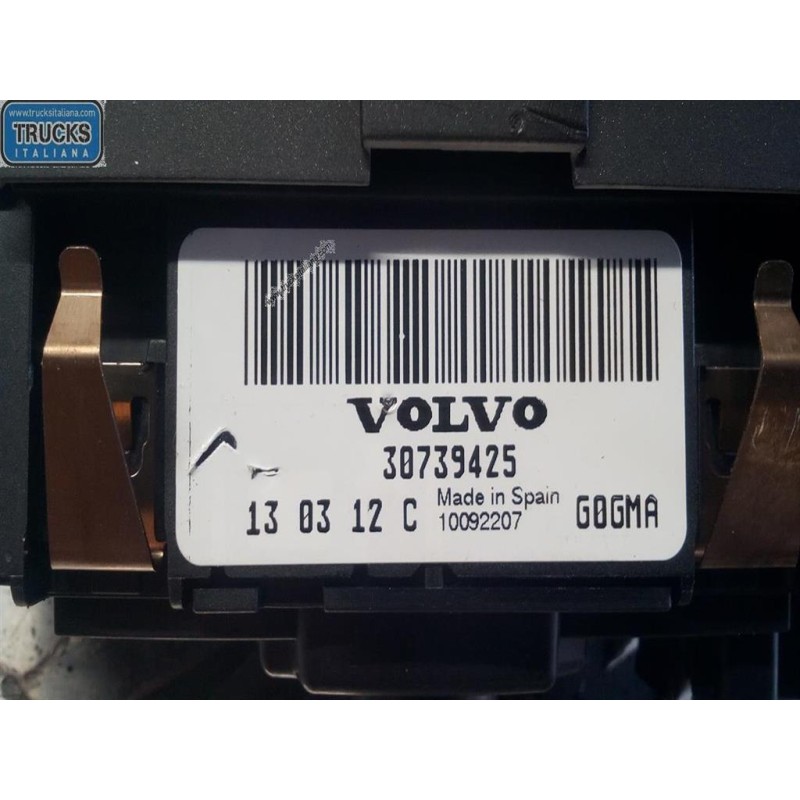 www.trucksitaliana.com
TRUCKS
ITALIANA
VOLVO
30739425
13 03 12 C
Made in Spain
10092207
G0GMA